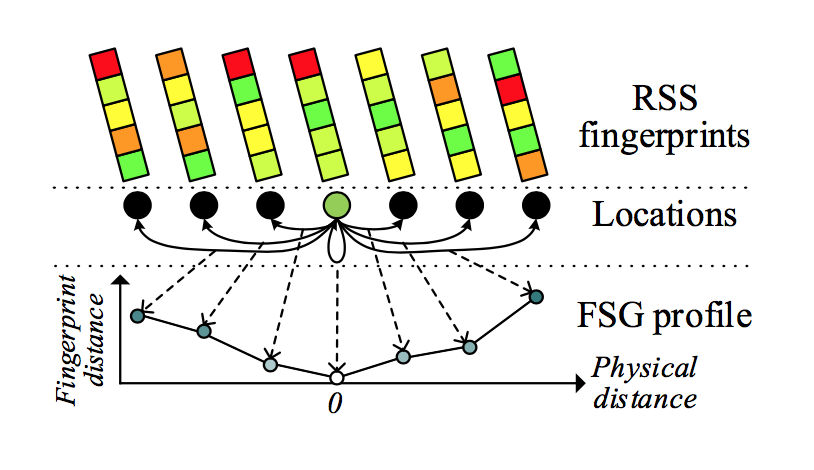 RSS
fingerprints
Locations
FSG profile
Fingerprint
distance
Physical
distance
0